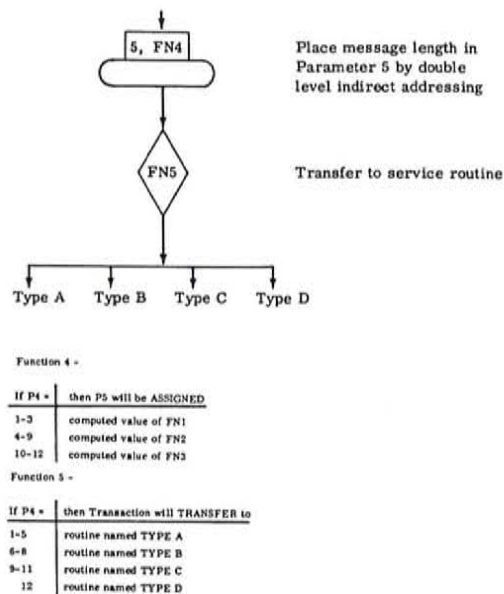 5, FN4
Place message length in
Parameter 5 by double
level indirect addressing
FN5
Transfer to service routine
Type A Type B Type C Type D
Function 4 -
If P4 = then P5 will be ASSIGNED
1-3 computed value of FN1
4-9 computed value of FN2
10-12 computed value of FN3
Function 5 -
If P4 = then Transaction will TRANSFER to
1-5 routine named TYPE A
6-8 routine named TYPE B
9-11 routine named TYPE C
12 routine named TYPE D